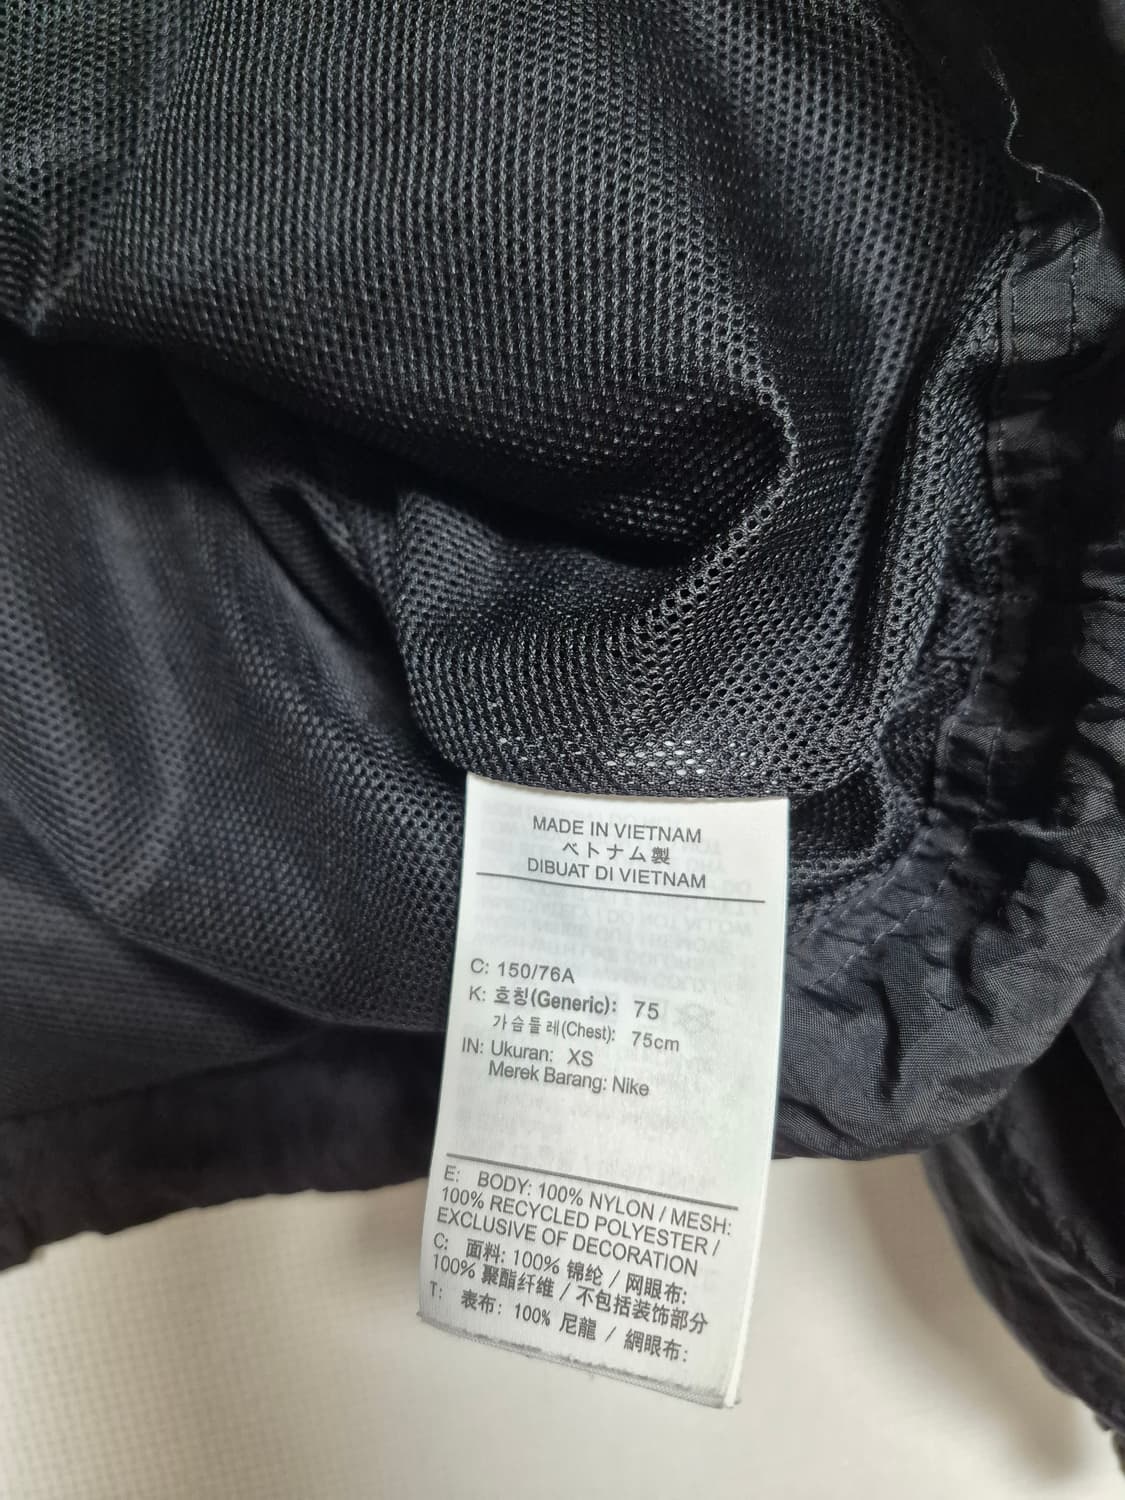 MADE IN VIETNAM
ベトナム製
DIBUAT DI VIETNAM
C: 150/76A
K: 호칭(Generic): 75
가슴둘레(Chest): 75cm
IN: Ukuran: XS
Merek Barang: Nike
E: BODY: 100% NYLON / MESH:
100% RECYCLED POLYESTER /
EXCLUSIVE OF DECORATION
C: 面料: 100% 锦纶 / 网眼布:
100% 聚酯纤维 / 不包括装饰部分
T: 表布: 100% 尼龍 / 網眼布: